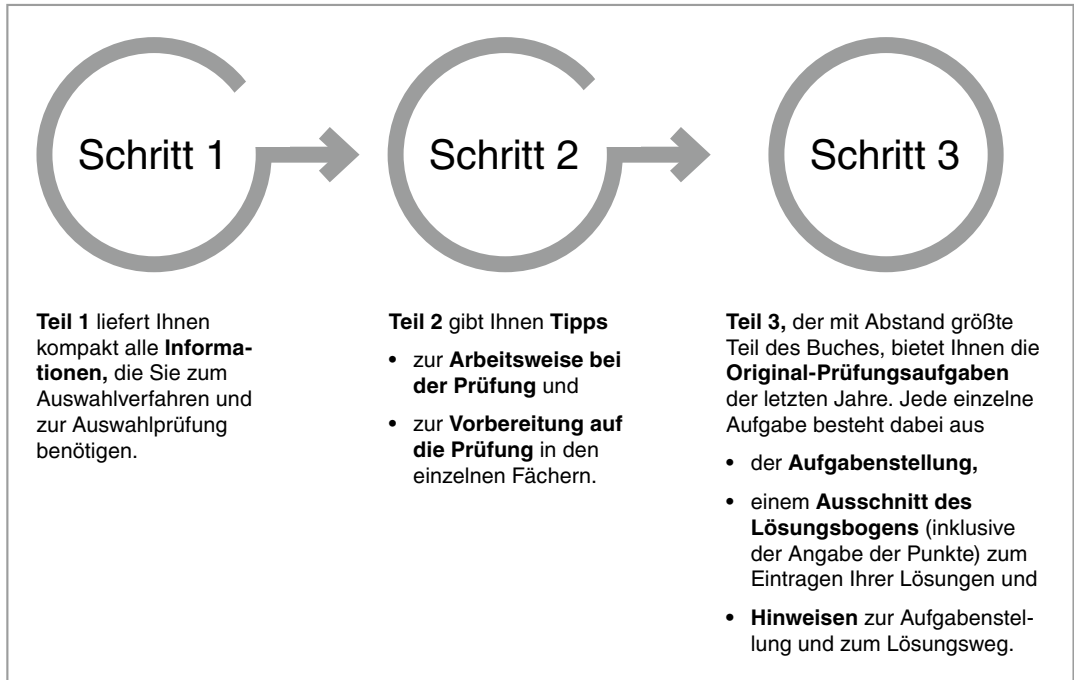 Schritt 1
Schritt 2
Schritt 3
Teil 1 liefert Ihnen
kompakt alle Informa-
tionen, die Sie zum
Auswahlverfahren und
zur Auswahlprüfung
benötigen.
Teil 2 gibt Ihnen Tipps
• zur Arbeitsweise bei
der Prüfung und
• zur Vorbereitung auf
die Prüfung in den
einzelnen Fächern.
Teil 3, der mit Abstand größte
Teil des Buches, bietet Ihnen die
Original-Prüfungsaufgaben
der letzten Jahre. Jede einzelne
Aufgabe besteht dabei aus
• der Aufgabenstellung,
• einem Ausschnitt des
Lösungsbogens (inklusive
der Angabe der Punkte) zum
Eintragen Ihrer Lösungen und
• Hinweisen zur Aufgabenstel-
lung und zum Lösungsweg.